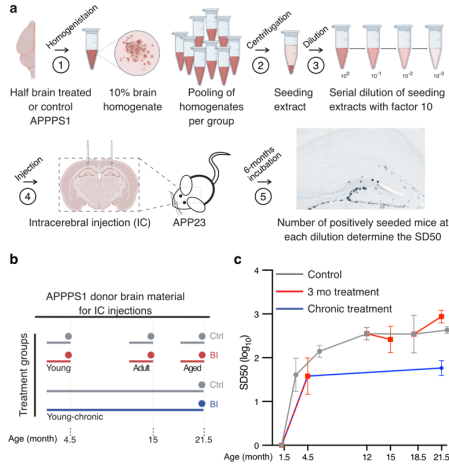 a
Homogenistaion
1
Centrifugation
2
Dilution
3
10⁰ 10⁻¹ 10⁻² 10⁻³
Half brain treated
or control
APPPS1
10% brain
homogenate
Pooling of
homogenates
per group
Seeding
extract
Serial dilution of seeding
extracts with factor 10
Injection
4
6-months
incubation
5
Intracerebral injection (IC)
APP23
Number of positively seeded mice at
each dilution determine the SD50
b
APPPS1 donor brain material
for IC injections
Treatment groups
Ctrl
BI
Young Adult Aged
Ctrl
BI
Young-chronic
Age (month) 4.5 15 21.5
c
Control
3 mo treatment
Chronic treatment
SD50 (log₁₀)
4
3
2
1
0
Age (month) 1.5 4.5 12 15 18.5 21.5